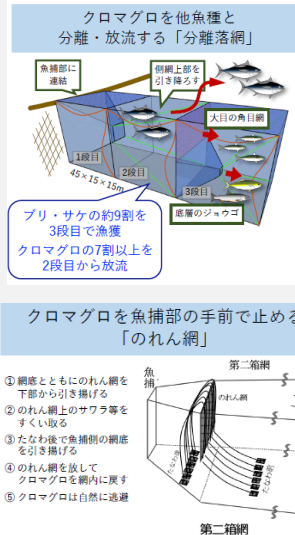 クロマグロを他魚種と
分離・放流する「分離落網」
魚捕部に
連結
側網上部を
引き降ろす
大目の角目網
1段目
2段目
3段目
45×15×15m
底層のジョウゴ
ブリ・サケの約9割を
3段目で漁獲
クロマグロの7割以上を
2段目から放流
クロマグロを魚捕部の手前で止める
「のれん網」
① 網底とともにのれん網を
下部から引き揚げる
② のれん網上のサワラ等を
すくい取る
③ たなわ後で魚捕側の網底
を引き揚げる
④ のれん網を放して
クロマグロを網内に戻す
⑤ クロマグロは自然に逃避
魚捕
第二箱網
のれん網
たなわ後
たなわ前
第二箱網